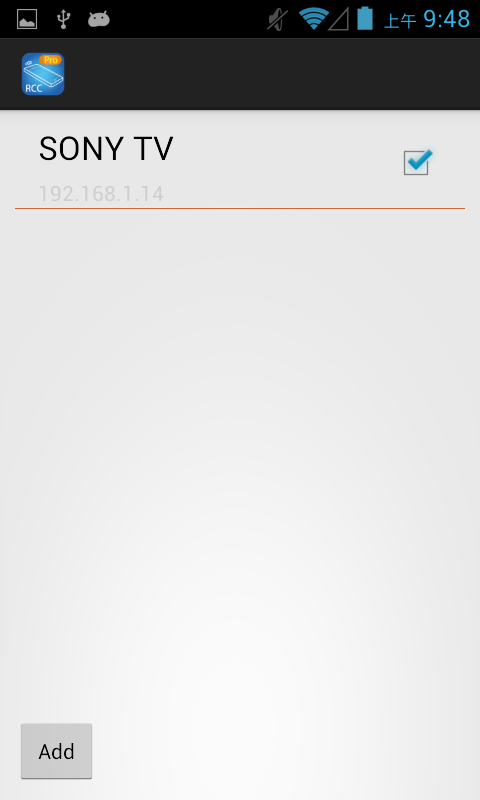 上午 9:48
Pro
RCC
SONY TV
192.168.1.14
Add